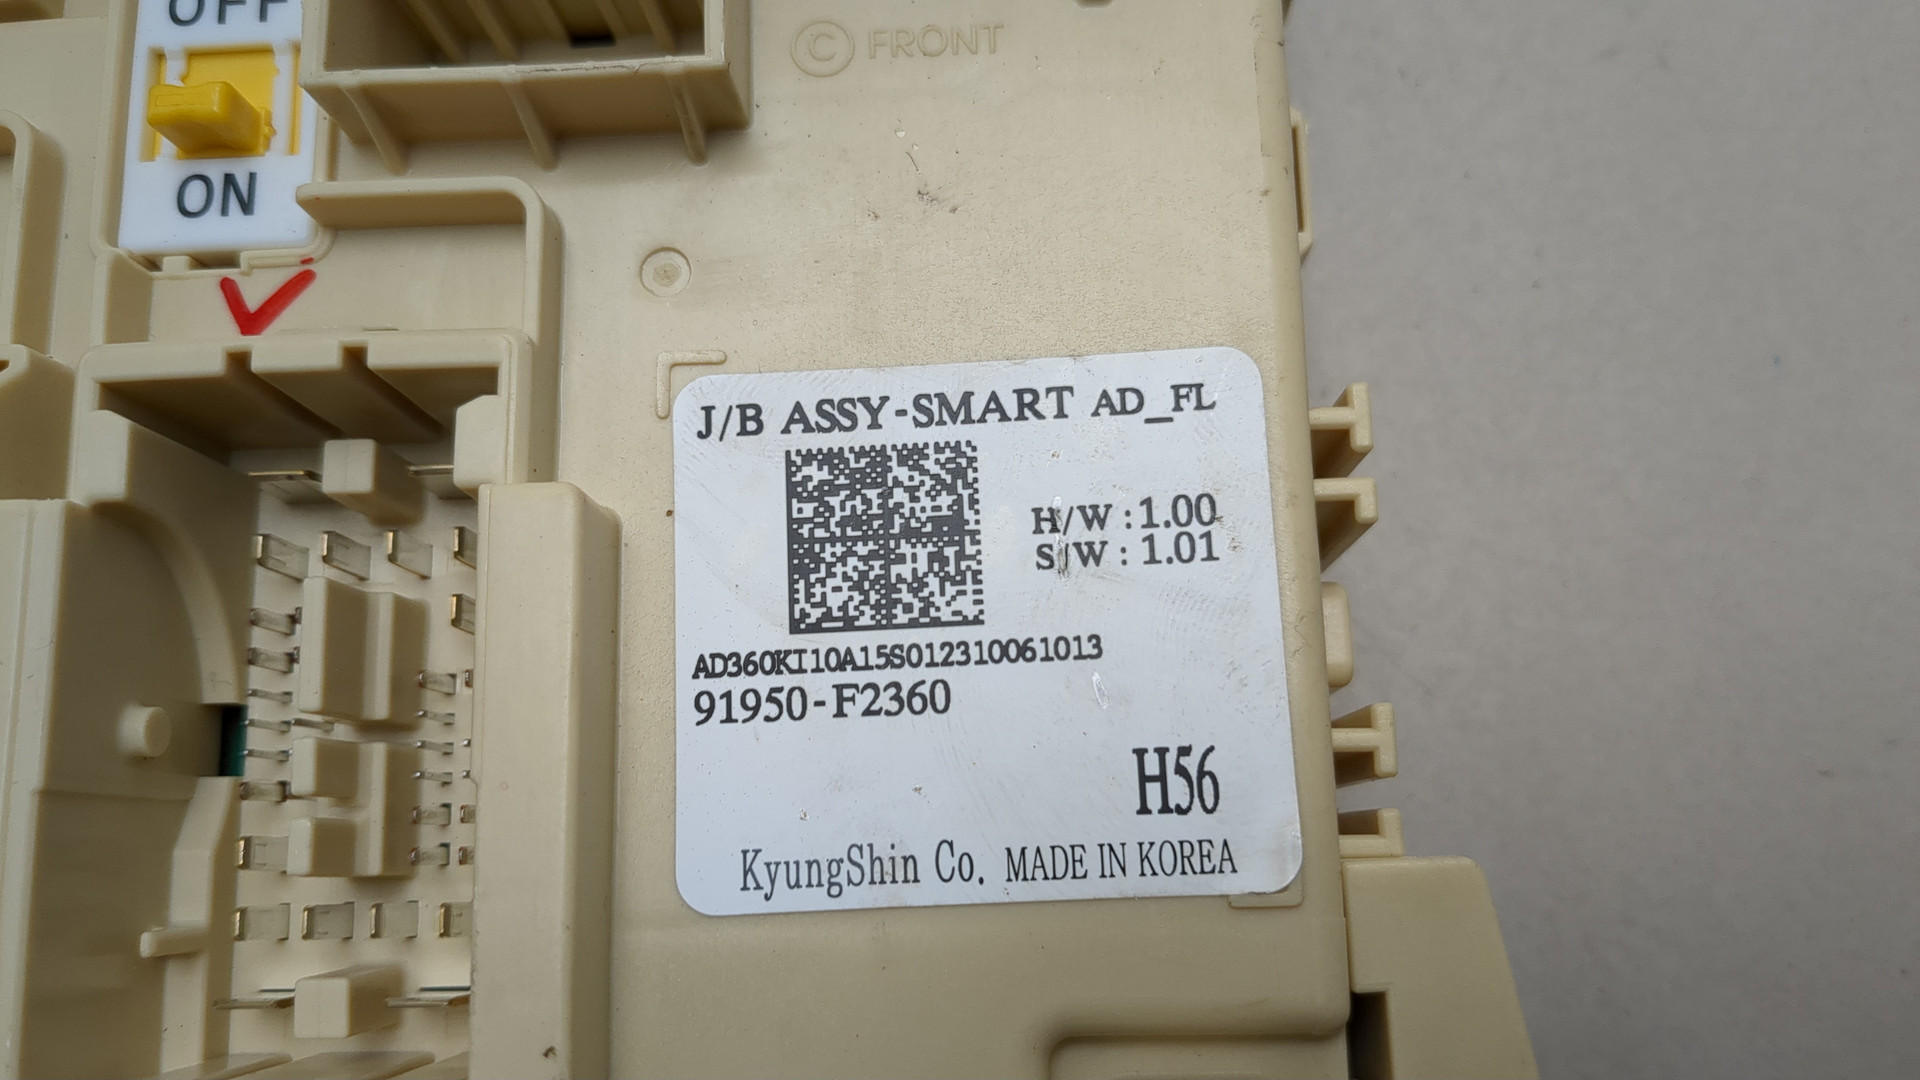 OFF
ON
© FRONT
J/B ASSY-SMART AD_FL
H/W : 1.00
S/W : 1.01
AD360KI10A15S012310061013
91950-F2360
H56
KyungShin Co. MADE IN KOREA